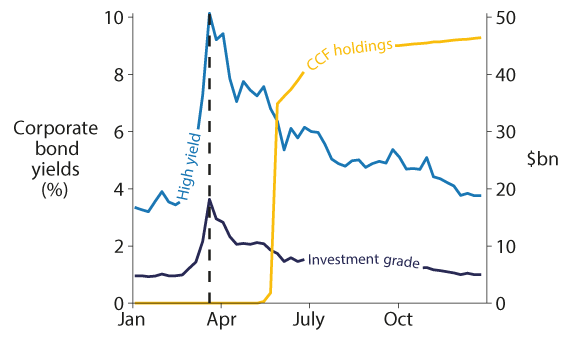 10
8
6
4
2
0
Corporate
bond
yields
(%)
High yield
CCF holdings
Investment grade
50
40
30
20
10
0
$bn
Jan
Apr
July
Oct